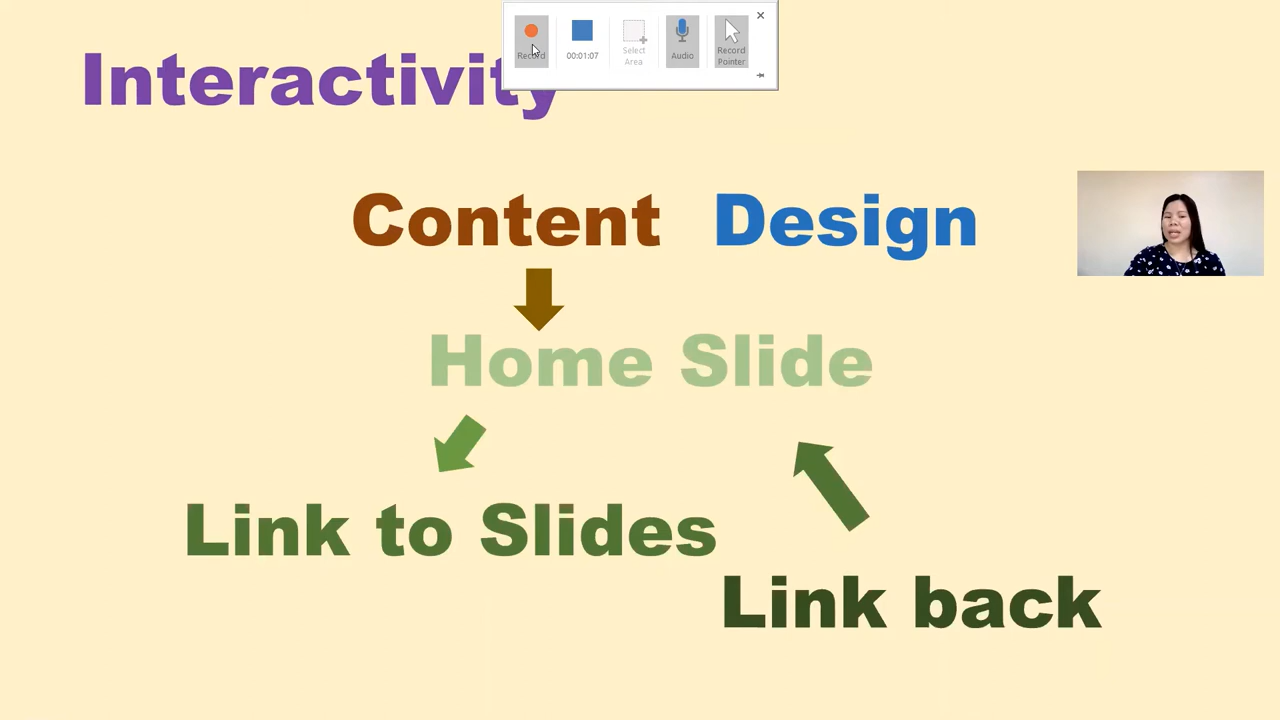 Interactivity
Record
00:01:07
Select
Area
Audio
Record
Pointer
Content Design
Home Slide
Link to Slides
Link back